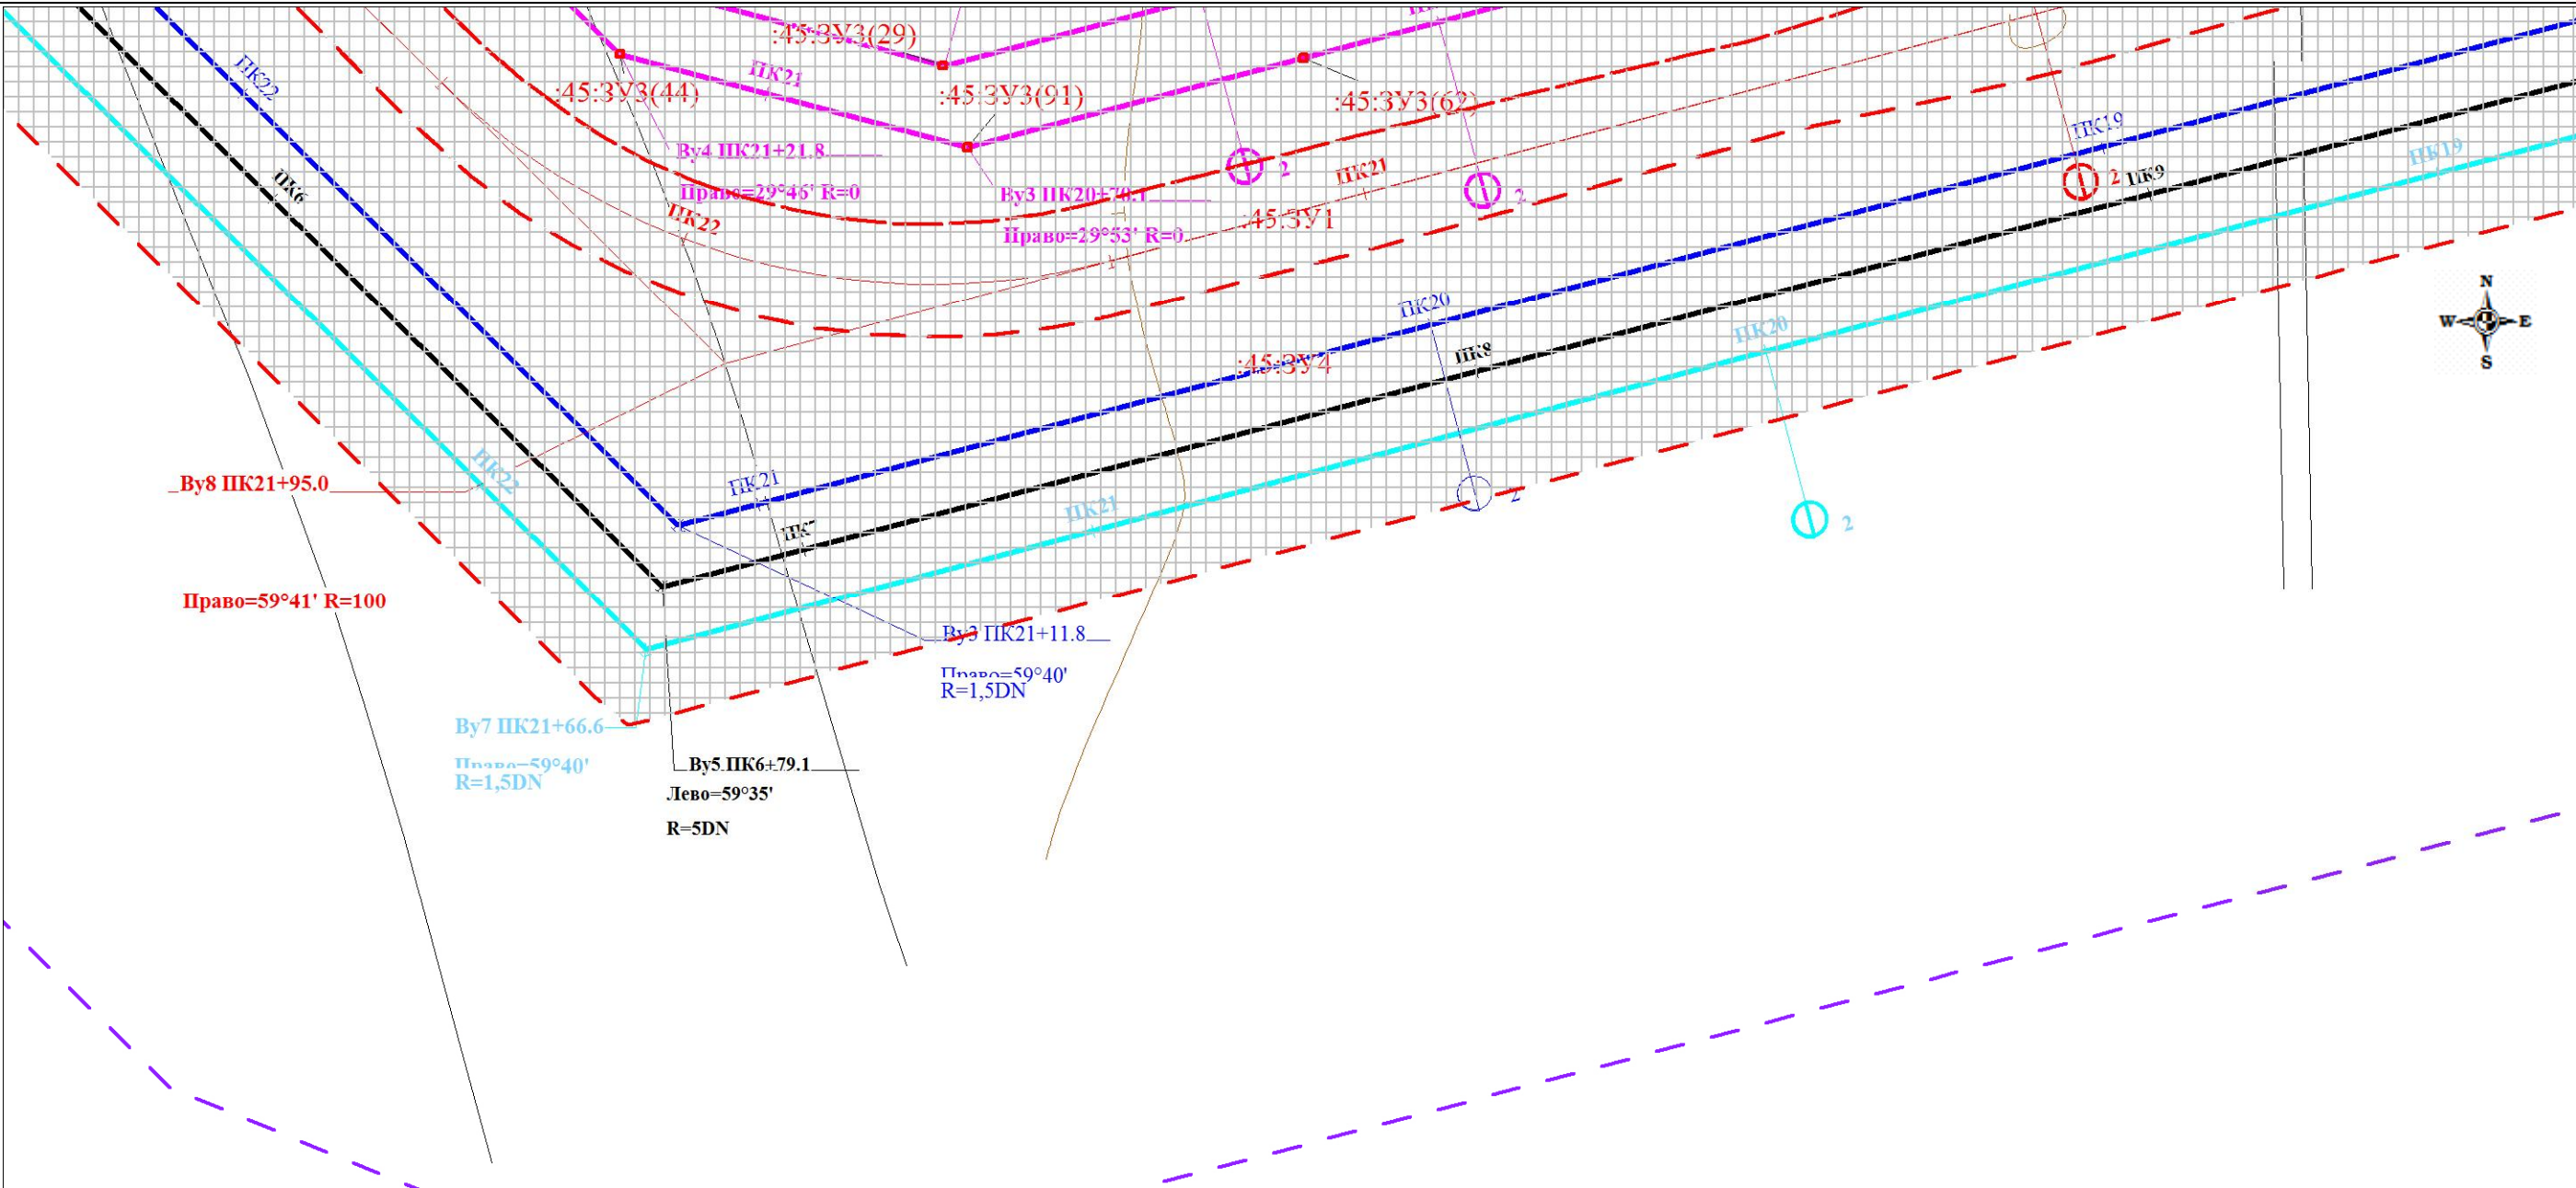 :45:ЗУ3(29)
ПК22
ПК21
:45:ЗУ3(44)
:45:ЗУ3(91)
:45:ЗУ3(62)
ПК19
ПК19
Ву4 ПК21+21.8
2
ПК21
2
ПК9
ПК6
Право=29°46' R=0
Ву3 ПК20+70.1
2
ПК22
:45:ЗУ1
Право=29°53' R=0
N
W
E
S
ПК20
ПК20
ПК8
:45:ЗУ4
ПК22
Ву8 ПК21+95.0
ПК21
2
ПК21
2
ПК7
Право=59°41' R=100
Ву3 ПК21+11.8
Право=59°40'
R=1,5DN
Ву7 ПК21+66.6
Право=59°40'
R=1,5DN
Ву5 ПК6+79.1
Лево=59°35'
R=5DN